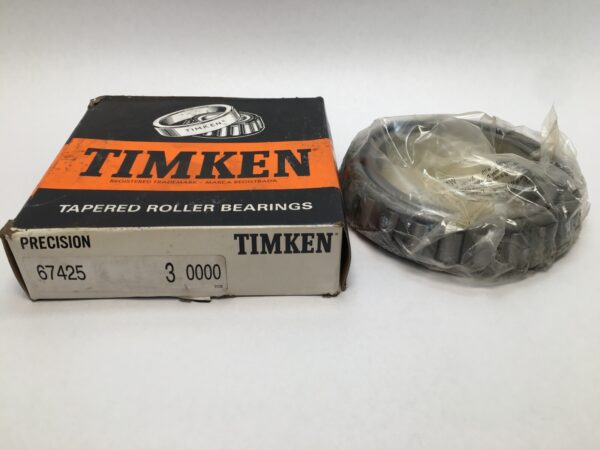 TIMKEN
TIMKEN
REGISTERED TRADEMARK - MARCA REGISTRADA
TAPERED ROLLER BEARINGS
PRECISION TIMKEN
67425 3 0000